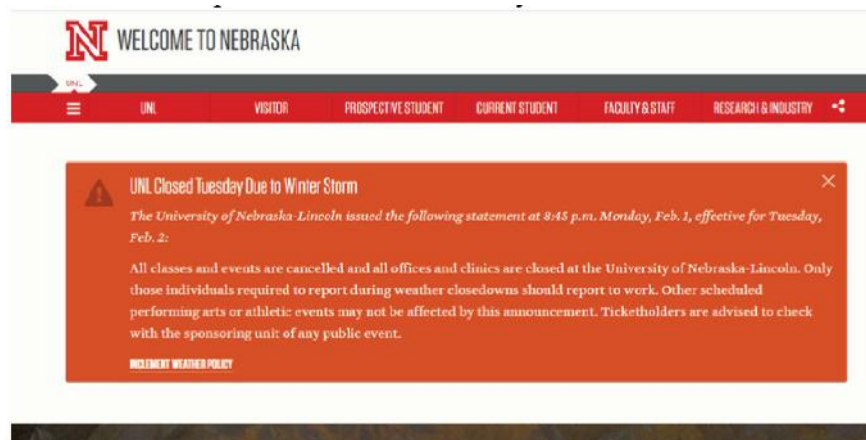 N WELCOME TO NEBRASKA
UNL
UNL VISITOR PROSPECTIVE STUDENT CURRENT STUDENT FACULTY & STAFF RESEARCH & INDUSTRY
UNL Closed Tuesday Due to Winter Storm
The University of Nebraska-Lincoln issued the following statement at 8:45 p.m. Monday, Feb. 1, effective for Tuesday,
Feb. 2:
All classes and events are cancelled and all offices and clinics are closed at the University of Nebraska-Lincoln. Only
those individuals required to report during weather closedowns should report to work. Other scheduled
performing arts or athletic events may not be affected by this announcement. Ticketholders are advised to check
with the sponsoring unit of any public event.
INCLEMENT WEATHER POLICY